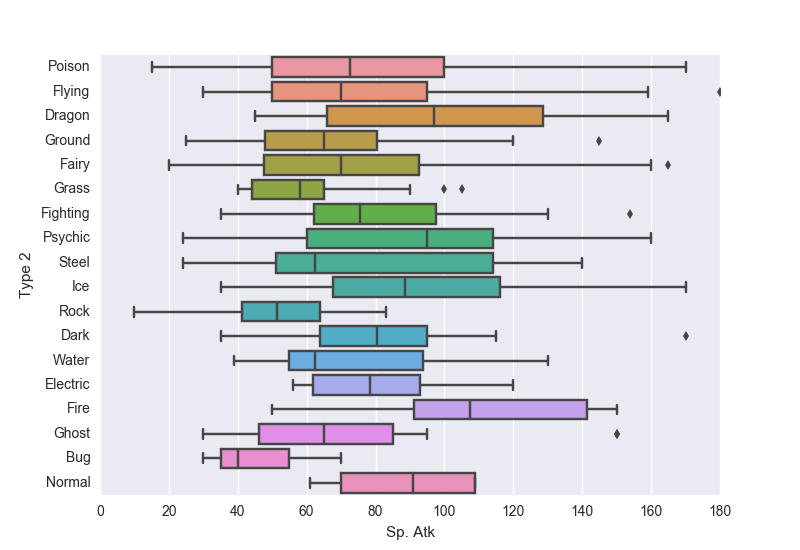 Type 2
Poison
Flying
Dragon
Ground
Fairy
Grass
Fighting
Psychic
Steel
Ice
Rock
Dark
Water
Electric
Fire
Ghost
Bug
Normal
0 20 40 60 80 100 120 140 160 180
Sp. Atk